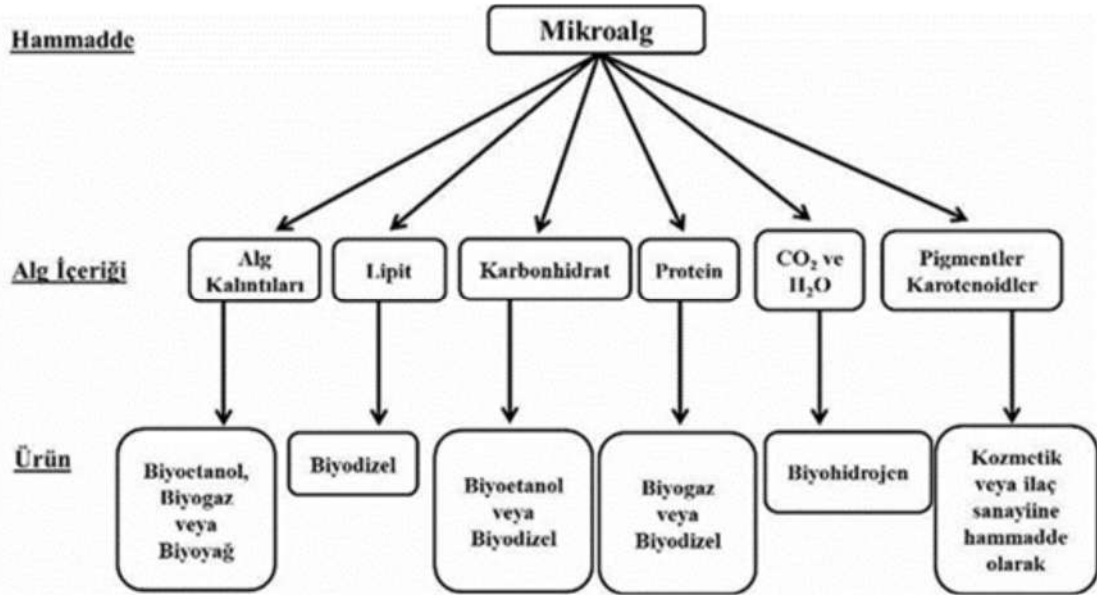 Hammadde
Mikroalg
Alg İçeriği
Alg
Kalıntıları
Lipit
Karbonhidrat
Protein
CO₂ ve
H₂O
Pigmentler
Karotenoidler
Ürün
Biyoetanol,
Biyogaz
veya
Biyoyağ
Biyodizel
Biyoetanol
veya
Biyodizel
Biyogaz
veya
Biyodizel
Biyohidrojen
Kozmetik
veya ilaç
sanayiine
hammadde
olarak